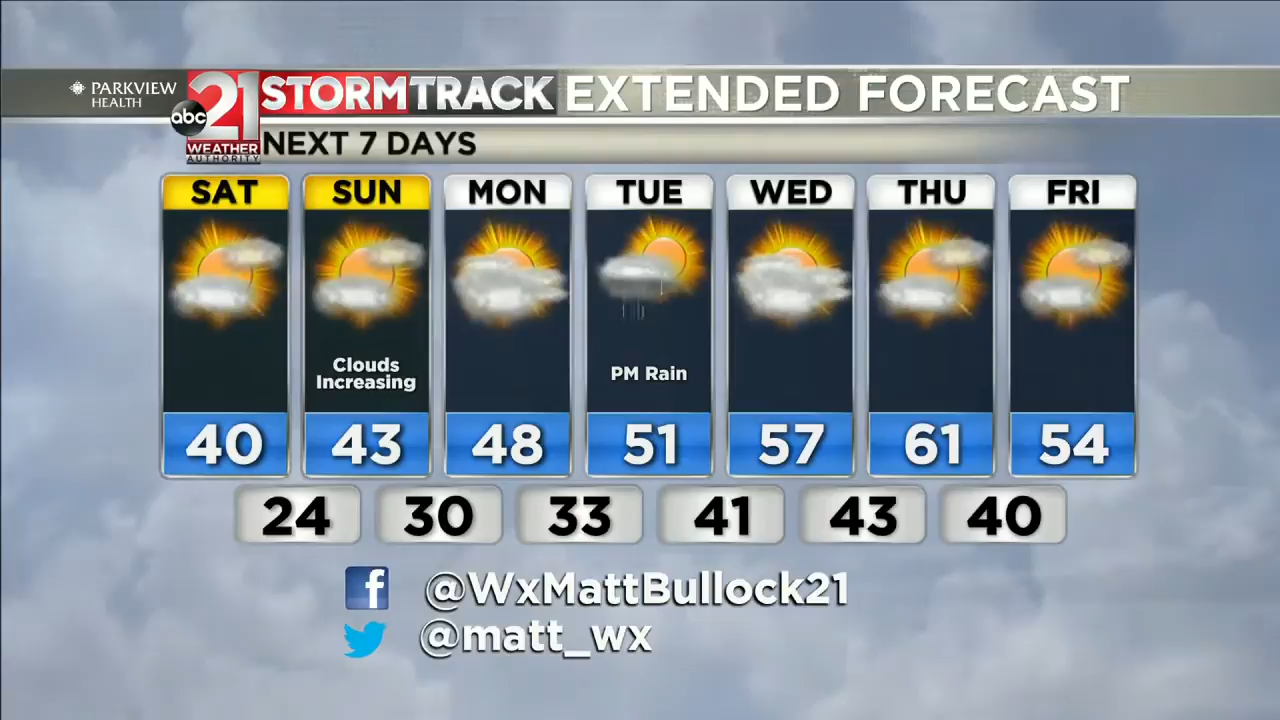 PARKVIEW
HEALTH
abc
21
WEATHER
AUTHORITY
STORMTRACK EXTENDED FORECAST
NEXT 7 DAYS
SAT SUN MON TUE WED THU FRI
Clouds
Increasing
PM Rain
40 43 48 51 57 61 54
24 30 33 41 43 40
f @WxMattBullock21
@matt_wx